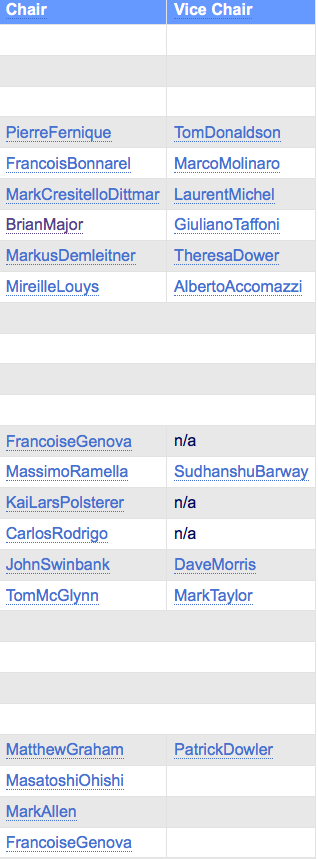 Chair Vice Chair
PierreFernique TomDonaldson
FrancoisBonnarel MarcoMolinaro
MarkCresitelloDittmar LaurentMichel
BrianMajor GiulianoTaffoni
MarkusDemleitner TheresaDower
MireilleLouys AlbertoAccomazzi
FrancoiseGenova n/a
MassimoRamella SudhanshuBarway
KaiLarsPolsterer n/a
CarlosRodrigo n/a
JohnSwinbank DaveMorris
TomMcGlynn MarkTaylor
MatthewGraham PatrickDowler
MasatoshiOhishi
MarkAllen
FrancoiseGenova